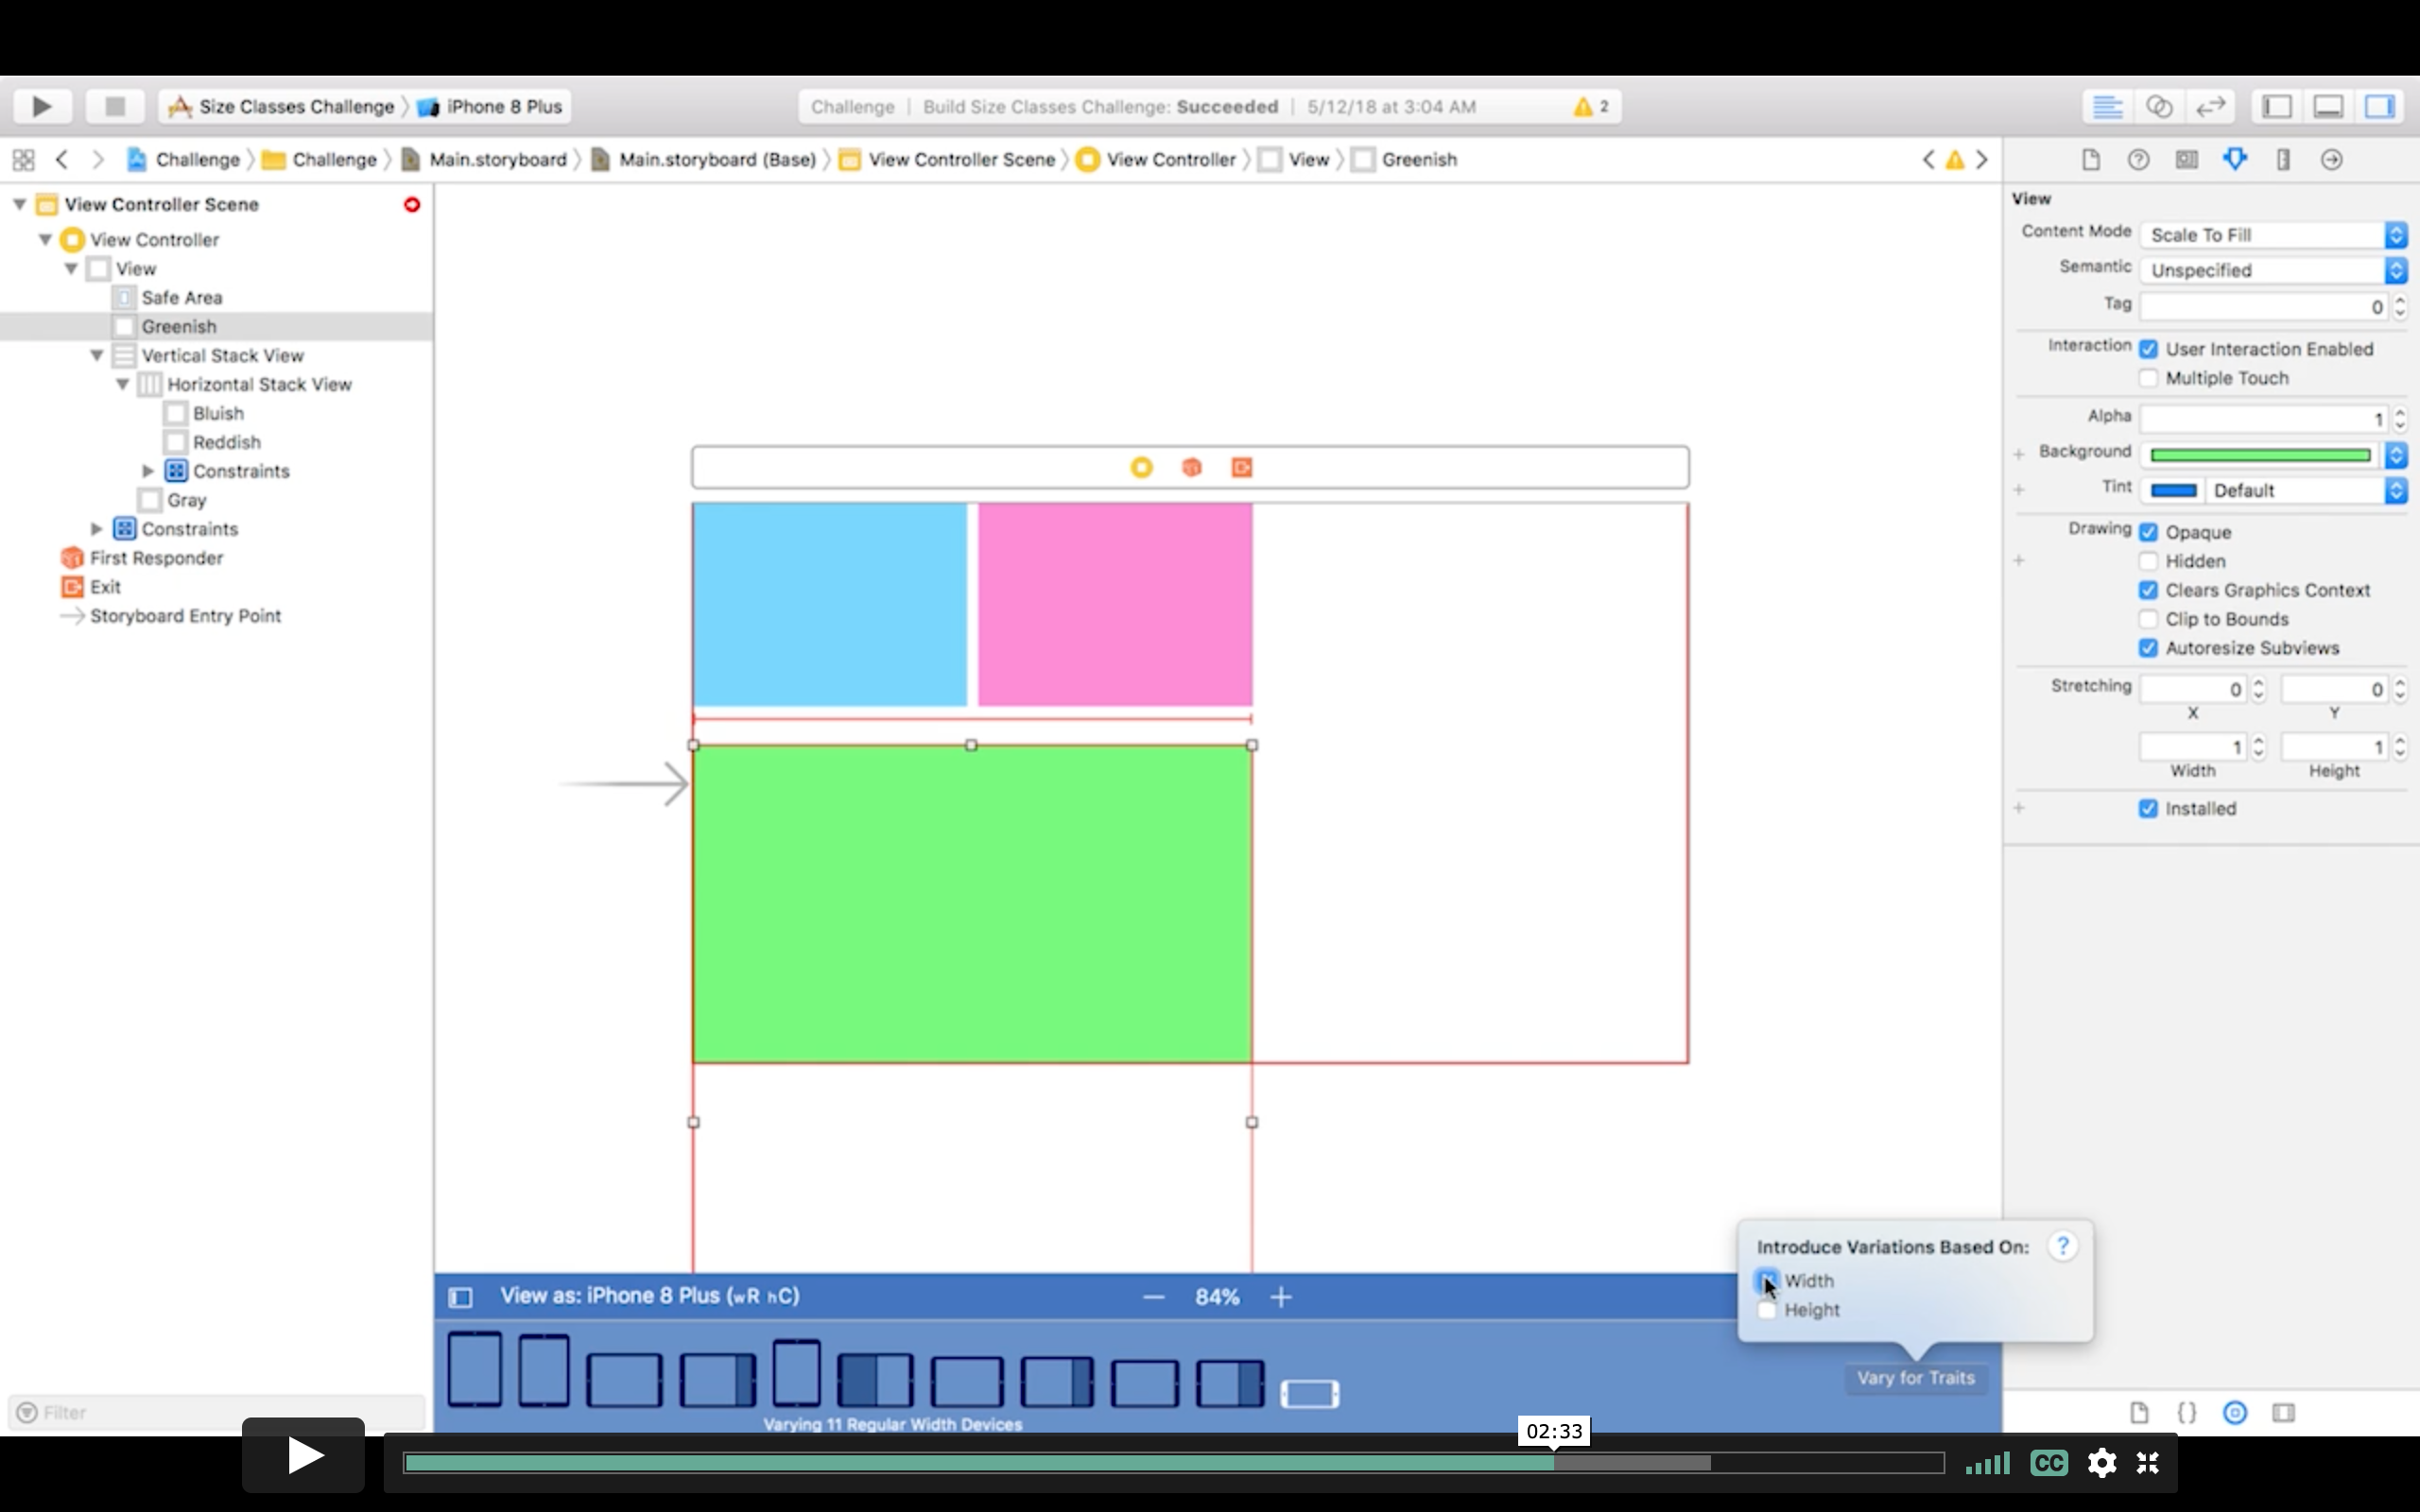 Size Classes Challenge 〉 iPhone 8 Plus
Challenge | Build Size Classes Challenge: Succeeded | 5/12/18 at 3:04 AM
2
Challenge 〉 Challenge 〉 Main.storyboard 〉 Main.storyboard (Base) 〉 View Controller Scene 〉 View Controller 〉 View 〉 Greenish
View Controller Scene
View Controller
View
Safe Area
Greenish
Vertical Stack View
Horizontal Stack View
Bluish
Reddish
Constraints
Gray
Constraints
First Responder
Exit
Storyboard Entry Point
Filter
View as: iPhone 8 Plus (wR hC)
84%
Varying 11 Regular Width Devices
Introduce Variations Based On: ?
Width
Height
Vary for Traits
View
Content Mode Scale To Fill
Semantic Unspecified
Tag 0
Interaction User Interaction Enabled
Multiple Touch
Alpha 1
Background
Tint Default
Drawing Opaque
Hidden
Clears Graphics Context
Clip to Bounds
Autoresize Subviews
Stretching 0 0
X Y
1 1
Width Height
Installed
{}
02:33
CC